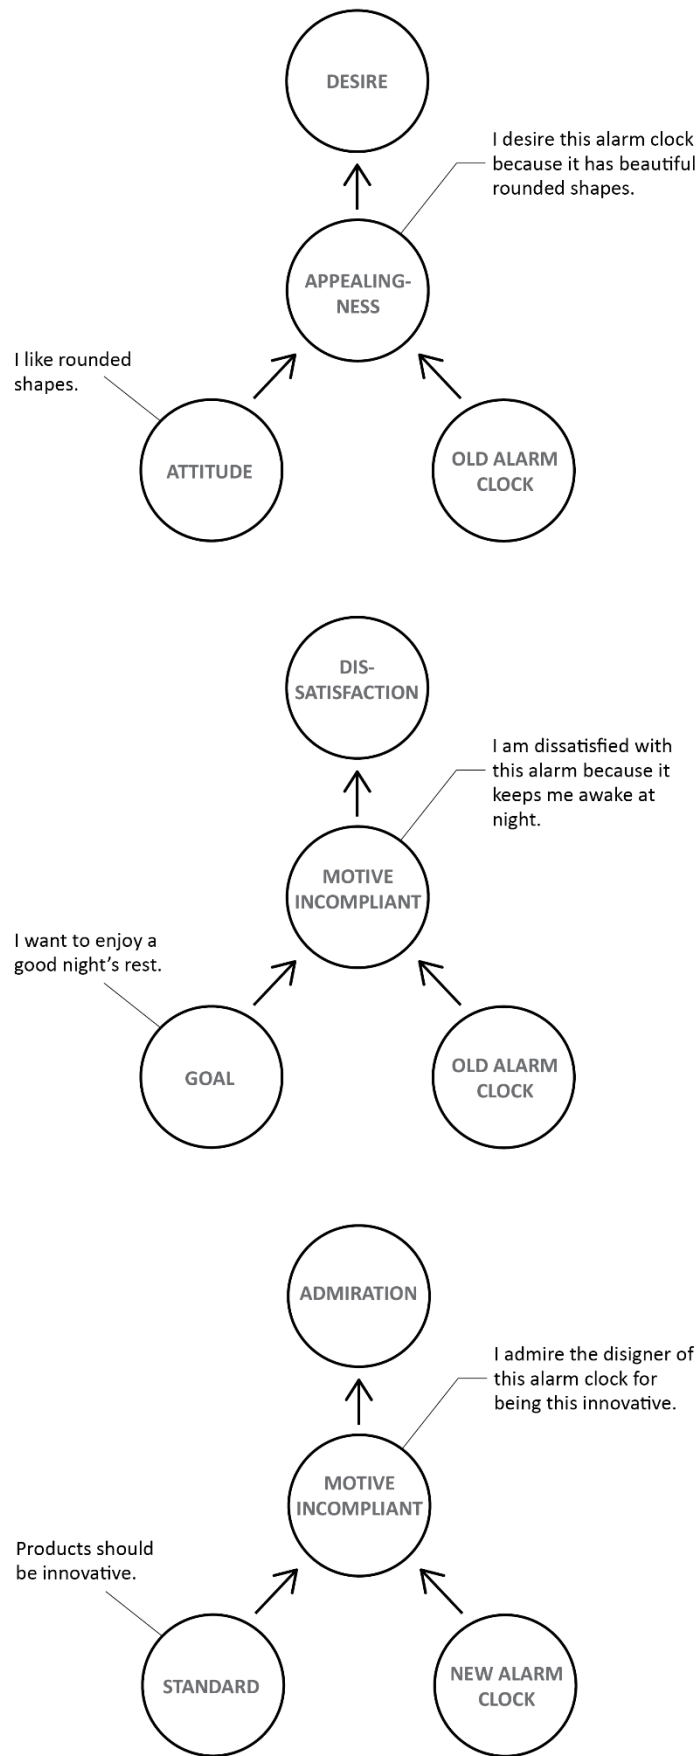 DESIRE
I desire this alarm clock
because it has beautiful
rounded shapes.
APPEALING-
NESS
I like rounded
shapes.
ATTITUDE
OLD ALARM
CLOCK
DIS-
SATISFACTION
I am dissatisfied with
this alarm because it
keeps me awake at
night.
MOTIVE
INCOMPLIANT
I want to enjoy a
good night’s rest.
GOAL
OLD ALARM
CLOCK
ADMIRATION
I admire the disigner of
this alarm clock for
being this innovative.
MOTIVE
INCOMPLIANT
Products should
be innovative.
STANDARD
NEW ALARM
CLOCK